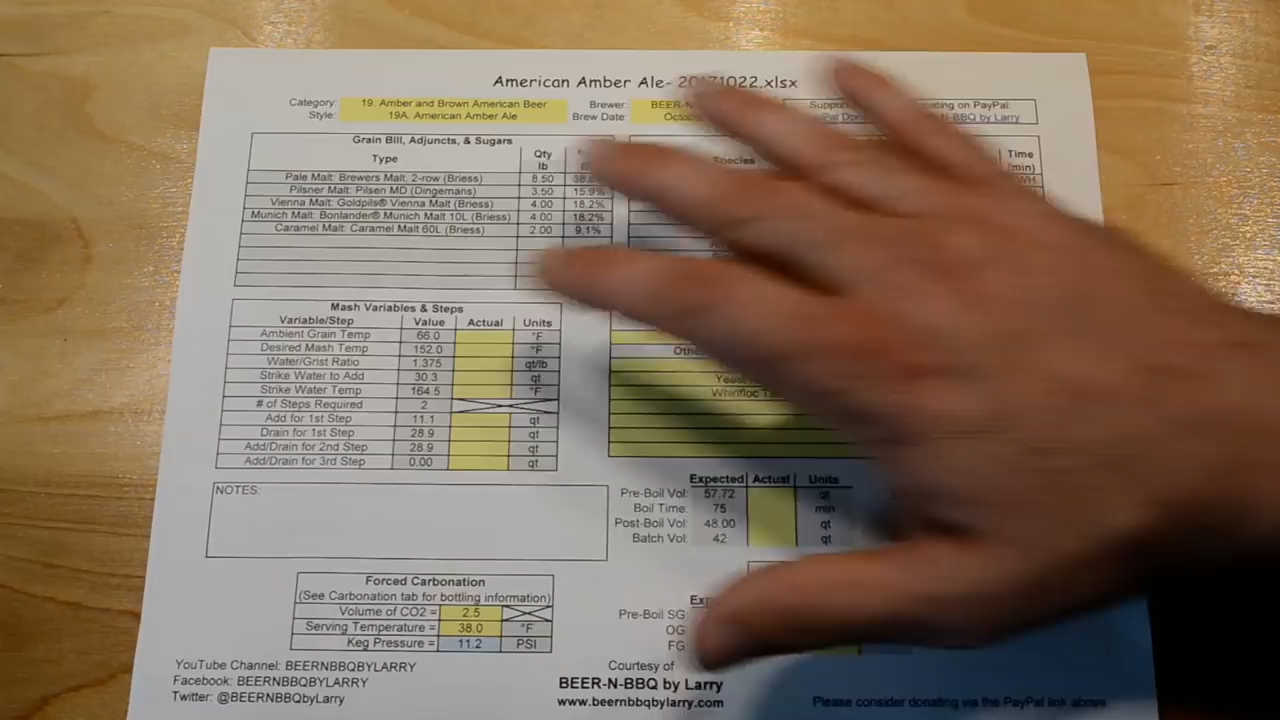 American Amber Ale- 20171022.xlsx
Category: 19. Amber and Brown American Beer Brewer: BEER-N-
Style: 19A. American Amber Ale Brew Date:
on PayPal:
-BBQ by Larry
Grain Bill, Adjuncts, & Sugars
Type Qty lb
Species Time (min)
Pale Malt: Brewers Malt, 2-row (Briess) 8.50
Pilsner Malt: Pilsen MD (Dingemans) 3.50 15.9%
Vienna Malt: Goldpils® Vienna Malt (Briess) 4.00 18.2%
Munich Malt: Bonlander® Munich Malt 10L (Briess) 4.00 18.2%
Caramel Malt: Caramel Malt 60L (Briess) 2.00 9.1%
Mash Variables & Steps
Variable/Step Value Actual Units
Ambient Grain Temp 66.0 °F
Desired Mash Temp 152.0 °F
Water/Grist Ratio 1.375 qt/lb
Strike Water to Add 30.3 qt
Strike Water Temp 164.5 °F
# of Steps Required 2
Add for 1st Step 11.1 qt
Drain for 1st Step 28.9 qt
Add/Drain for 2nd Step 28.9 qt
Add/Drain for 3rd Step 0.00 qt
NOTES:
Expected Actual Units
Pre-Boil Vol: 57.72 qt
Boil Time: 75 min
Post-Boil Vol: 48.00 qt
Batch Vol: 42 qt
Forced Carbonation
(See Carbonation tab for bottling information)
Volume of CO2 = 2.5
Serving Temperature = 38.0 °F
Keg Pressure = 11.2 PSI
Pre-Boil SG:
OG
FG
YouTube Channel: BEERNBBQBYLARRY
Facebook: BEERNBBQBYLARRY
Twitter: @BEERNBBQbyLarry
Courtesy of
BEER-N-BBQ by Larry
www.beernbbqbylarry.com
Please consider donating via the PayPal link above